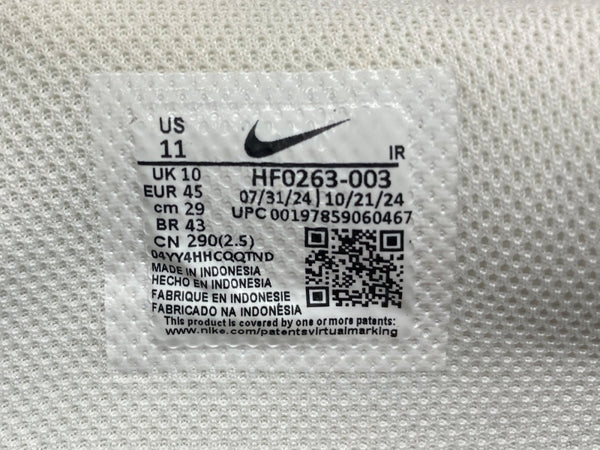 US
11
IR
UK 10
HF0263-003
EUR 45
07/31/24 | 10/21/24
cm 29
UPC 00197859060467
BR 43
CN 290(2.5)
04YY4HHCQQTND
MADE IN INDONESIA
HECHO EN INDONESIA
FABRIQUE EN INDONESIE
FABRICADO NA INDONÉSIA
This product is covered by one or more patents:
www.nike.com/patentsvirtualmarking